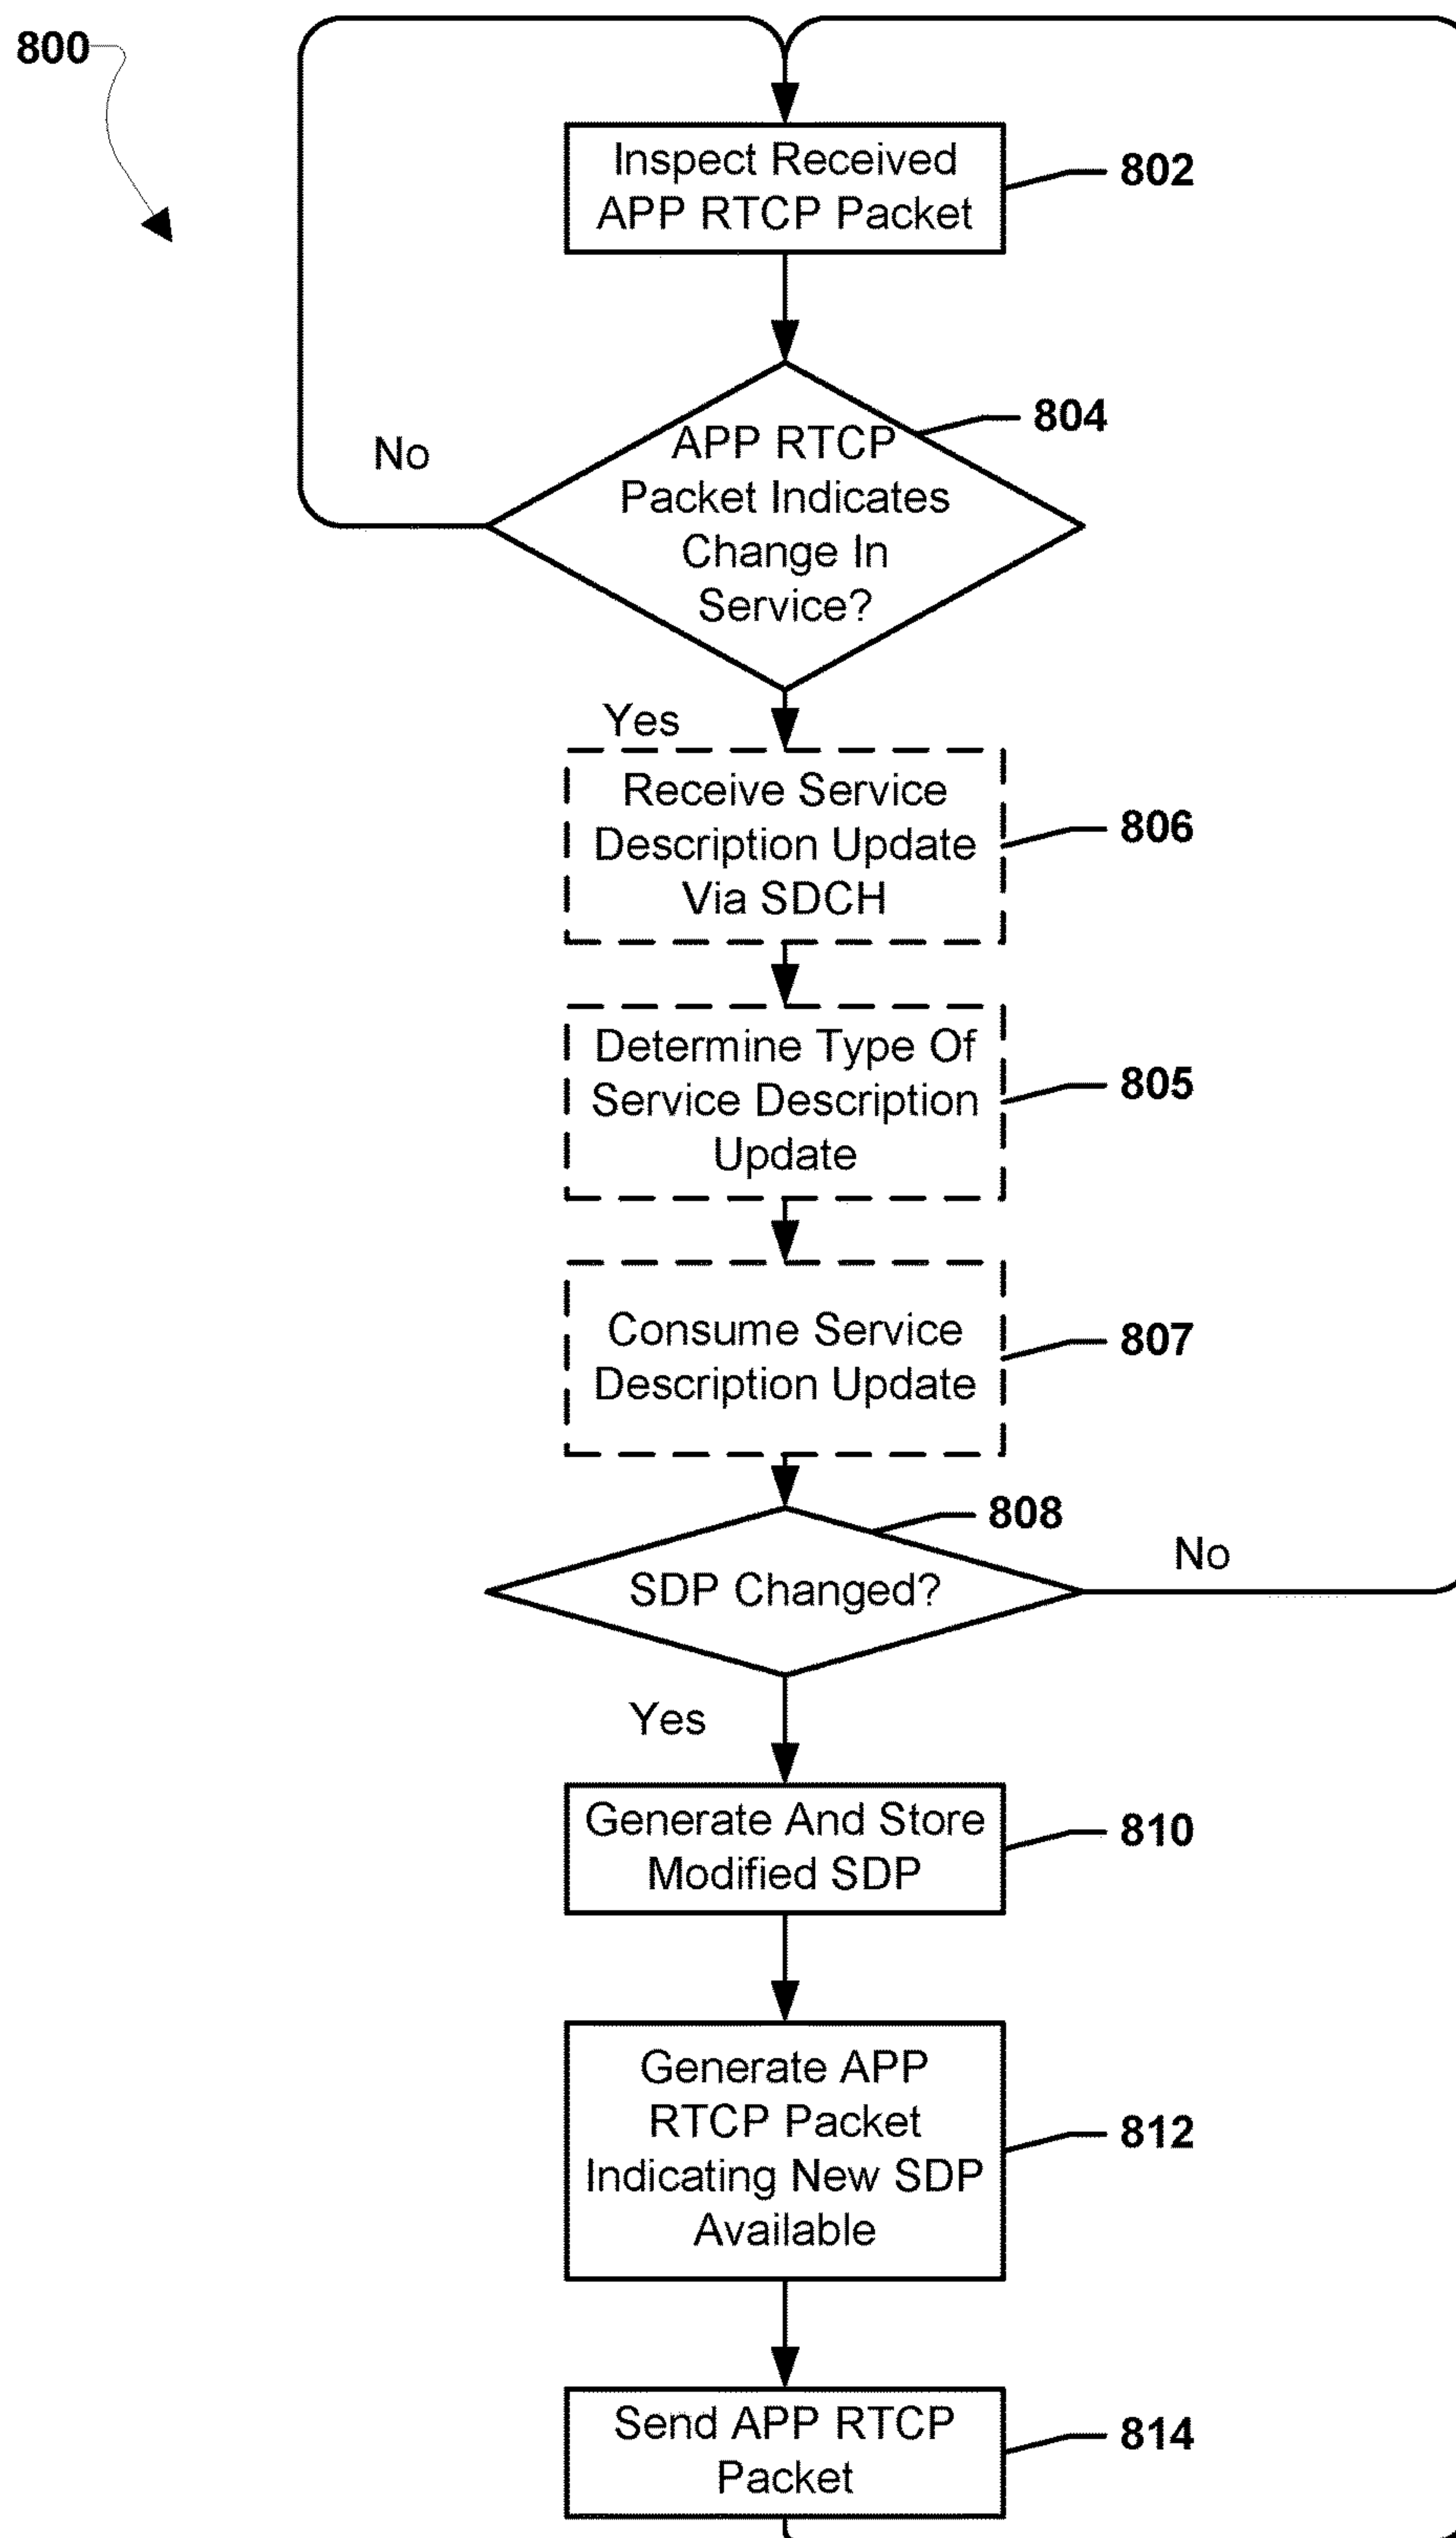 800
Inspect Received
APP RTCP Packet
802
804
APP RTCP
Packet Indicates
Change In
Service?
No
Yes
Receive Service
Description Update
Via SDCH
806
Determine Type Of
Service Description
Update
805
Consume Service
Description Update
807
808
SDP Changed?
No
Yes
Generate And Store
Modified SDP
810
Generate APP
RTCP Packet
Indicating New SDP
Available
812
Send APP RTCP
Packet
814